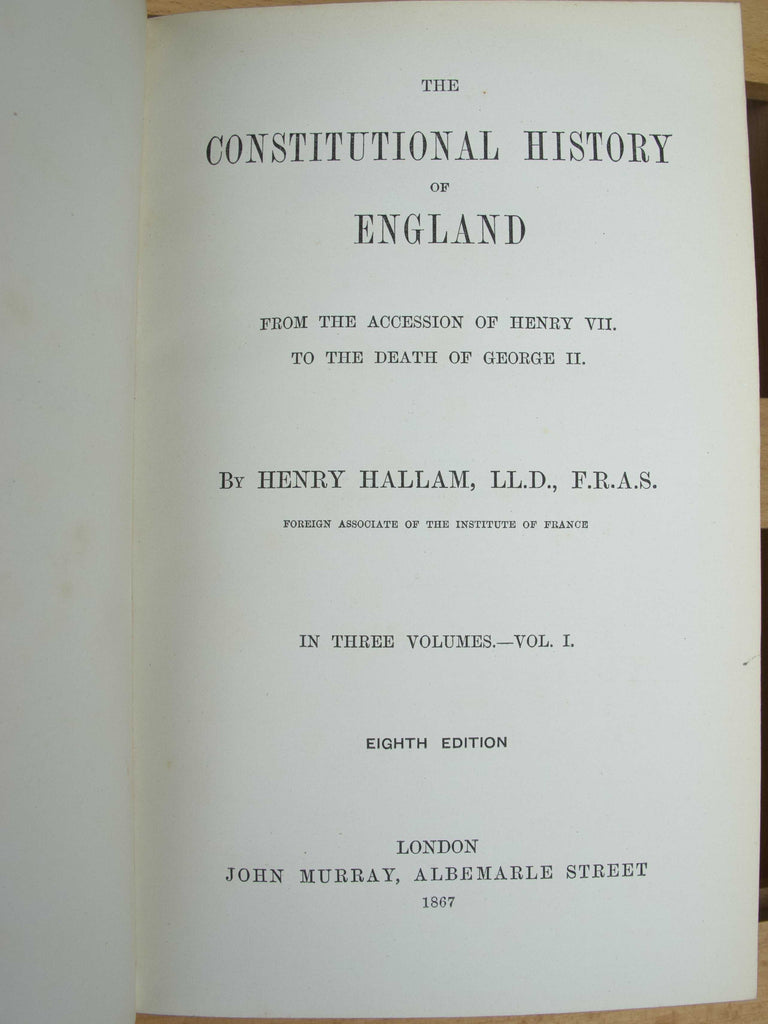 THE
CONSTITUTIONAL HISTORY
OF
ENGLAND
FROM THE ACCESSION OF HENRY VII.
TO THE DEATH OF GEORGE II.
BY HENRY HALLAM, LL.D., F.R.A.S.
FOREIGN ASSOCIATE OF THE INSTITUTE OF FRANCE
IN THREE VOLUMES.—VOL. I.
EIGHTH EDITION
LONDON
JOHN MURRAY, ALBEMARLE STREET
1867